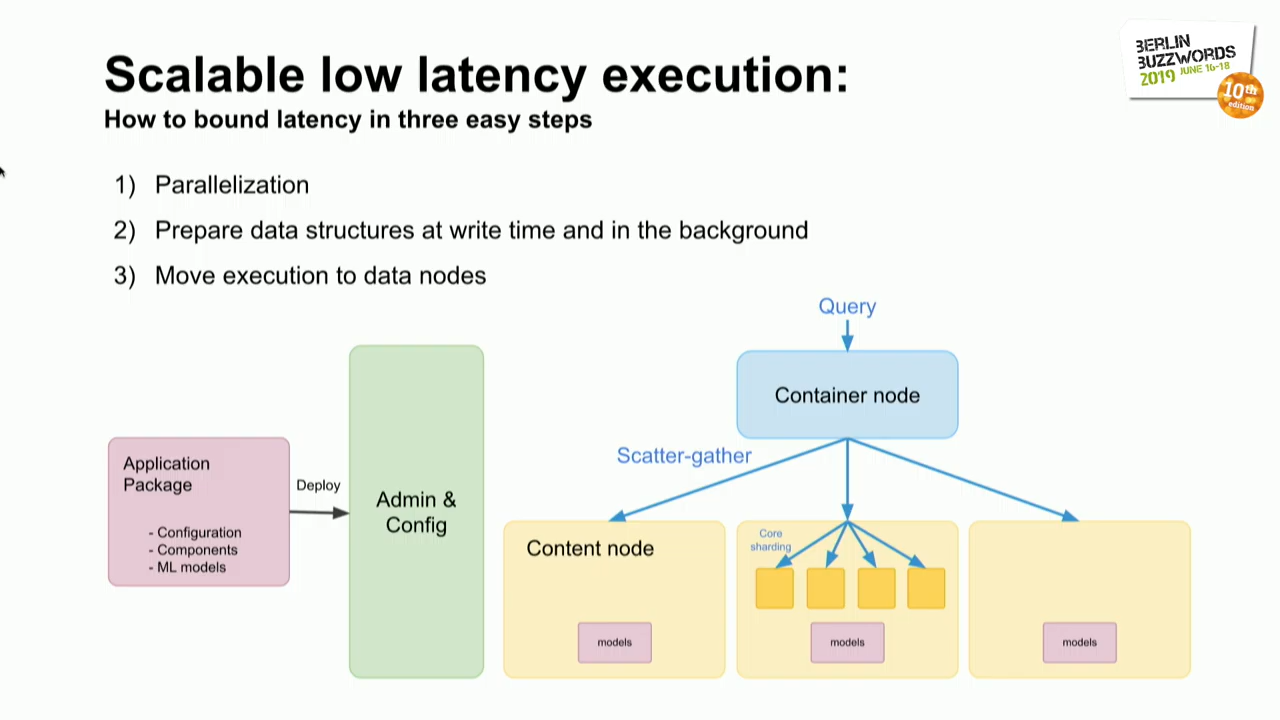 BERLIN
BUZZWORDS
2019 JUNE 16-18
10th
edition
Scalable low latency execution:
How to bound latency in three easy steps
1) Parallelization
2) Prepare data structures at write time and in the background
3) Move execution to data nodes
Query
Container node
Scatter-gather
Application
Package
- Configuration
- Components
- ML models
Deploy
Admin &
Config
Content node
Core
sharding
models
models
models